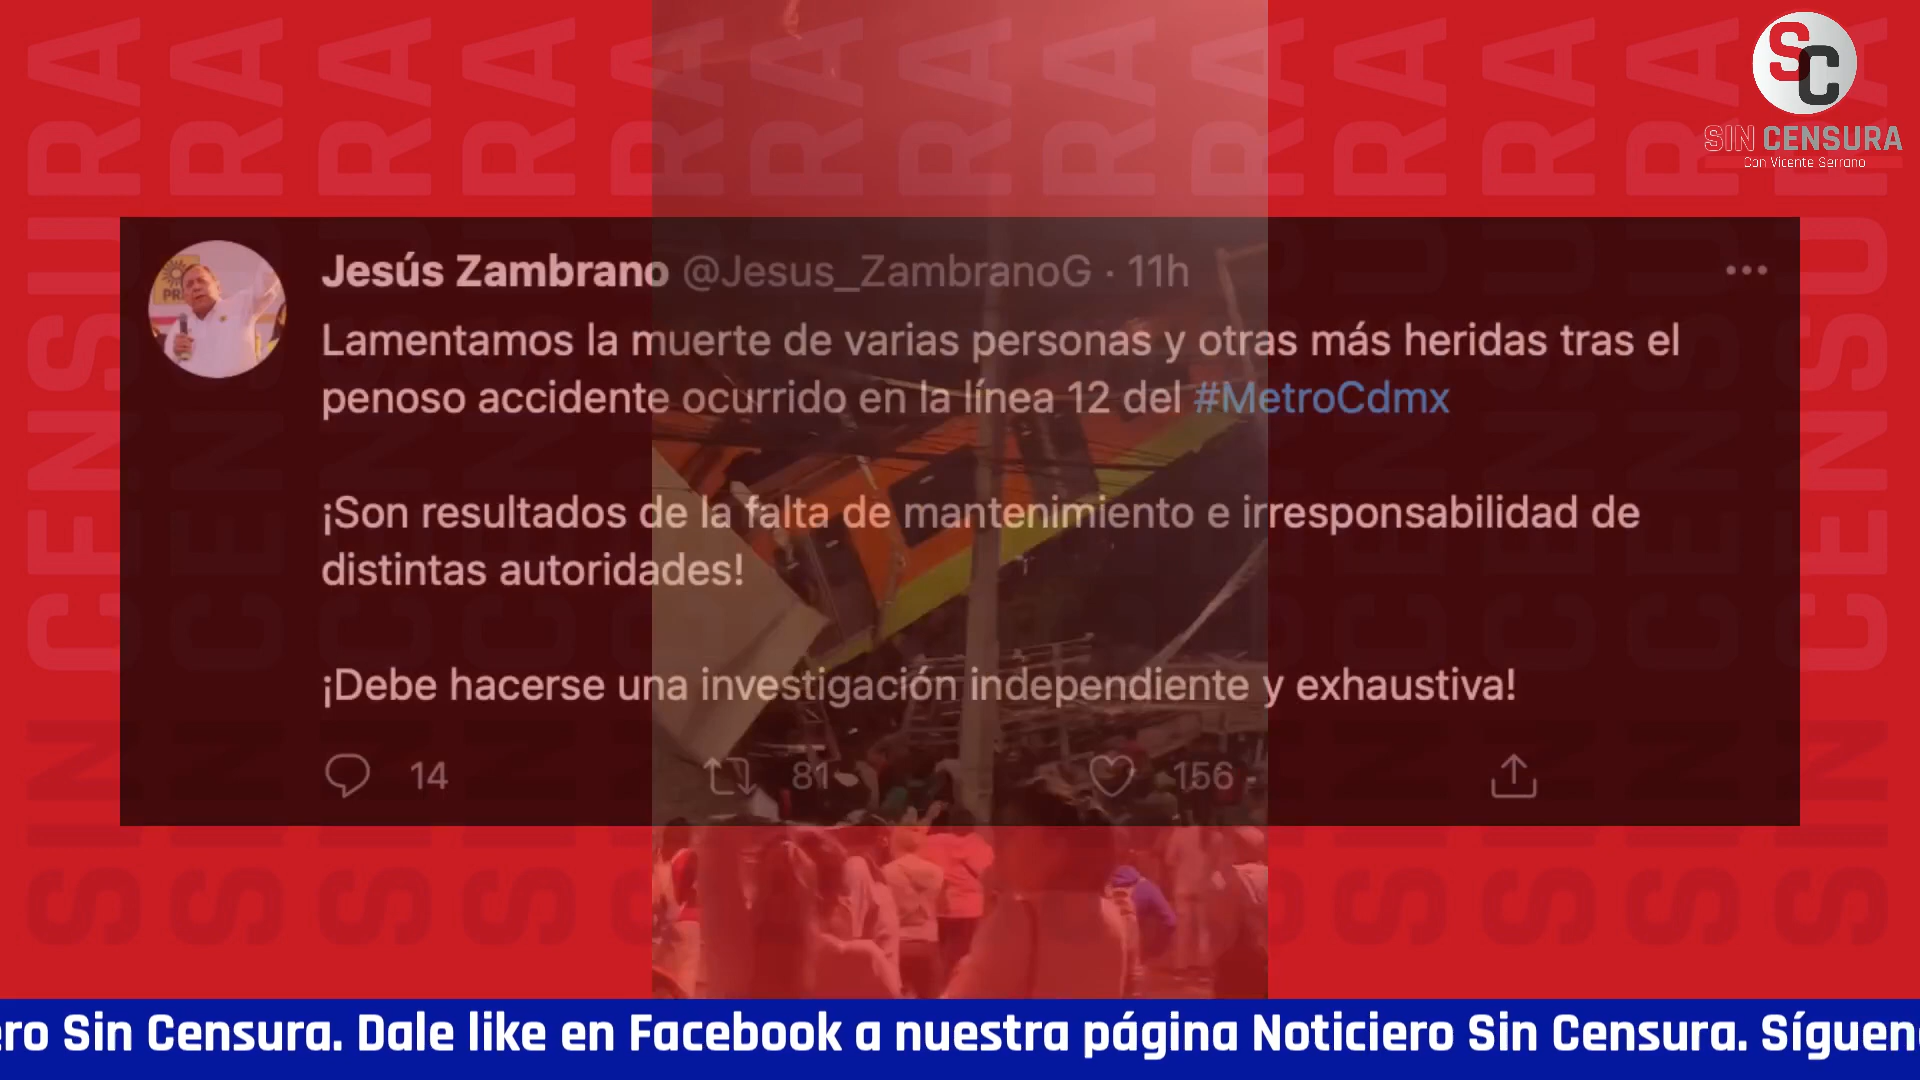 SC
SIN CENSURA
Con Vicente Serrano
Jesús Zambrano @Jesus_ZambranoG · 11h
Lamentamos la muerte de varias personas y otras más heridas tras el
penoso accidente ocurrido en la línea 12 del #MetroCdmx
¡Son resultados de la falta de mantenimiento e irresponsabilidad de
distintas autoridades!
¡Debe hacerse una investigación independiente y exhaustiva!
14 81 156
SIN CENSURA
ero Sin Censura. Dale like en Facebook a nuestra página Noticiero Sin Censura. Síguen